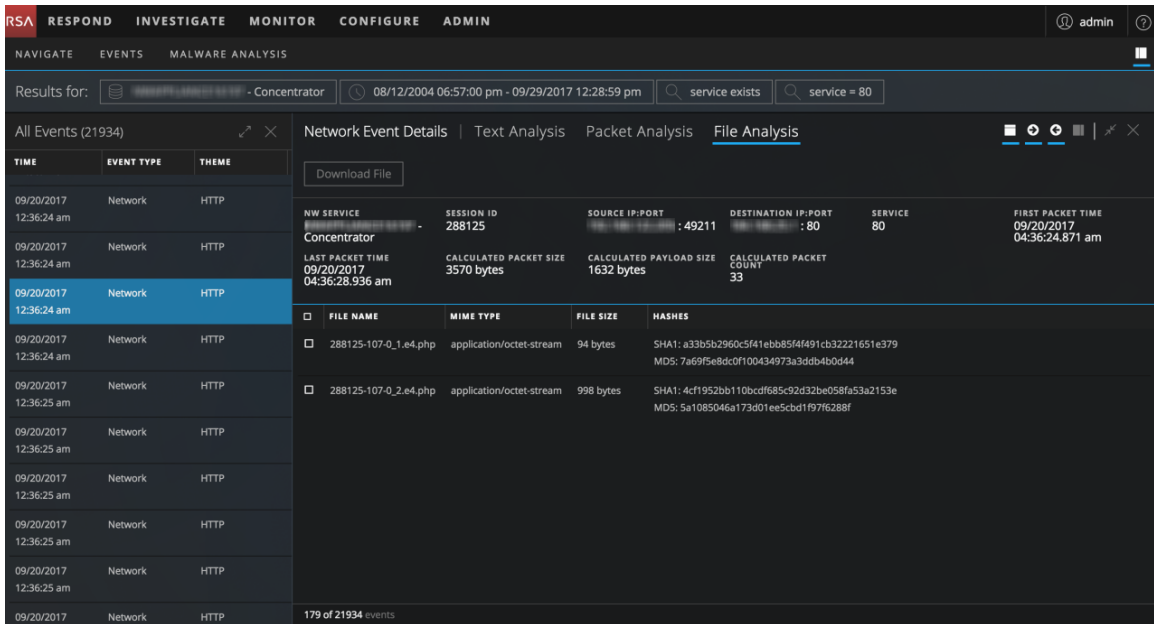 RSA RESPOND INVESTIGATE MONITOR CONFIGURE ADMIN admin ?
NAVIGATE EVENTS MALWARE ANALYSIS
Results for: - Concentrator 08/12/2004 06:57:00 pm - 09/29/2017 12:28:59 pm service exists service = 80
All Events (21934)
TIME EVENT TYPE THEME
09/20/2017 Network HTTP
12:36:24 am
09/20/2017 Network HTTP
12:36:24 am
09/20/2017 Network HTTP
12:36:24 am
09/20/2017 Network HTTP
12:36:24 am
09/20/2017 Network HTTP
12:36:25 am
09/20/2017 Network HTTP
12:36:25 am
09/20/2017 Network HTTP
12:36:25 am
09/20/2017 Network HTTP
12:36:25 am
09/20/2017 Network HTTP
12:36:25 am
09/20/2017 Network HTTP
Network Event Details | Text Analysis Packet Analysis File Analysis
Download File
NW SERVICE SESSION ID SOURCE IP:PORT DESTINATION IP:PORT SERVICE FIRST PACKET TIME
- 288125 : 49211 : 80 80 09/20/2017
Concentrator 04:36:24.871 am
LAST PACKET TIME CALCULATED PACKET SIZE CALCULATED PAYLOAD SIZE CALCULATED PACKET COUNT
09/20/2017 3570 bytes 1632 bytes 33
04:36:28.936 am
FILE NAME MIME TYPE FILE SIZE HASHES
288125-107-0_1.e4.php application/octet-stream 94 bytes SHA1: a33b5b2960c5f41ebb85f4f491cb32221651e379
MD5: 7a69f5e8dc0f100434973a3ddb4b0d44
288125-107-0_2.e4.php application/octet-stream 998 bytes SHA1: 4cf1952bb110bcdf685c92d32be058fa53a2153e
MD5: 5a1085046a173d01ee5cbd1f97f6288f
179 of 21934 events